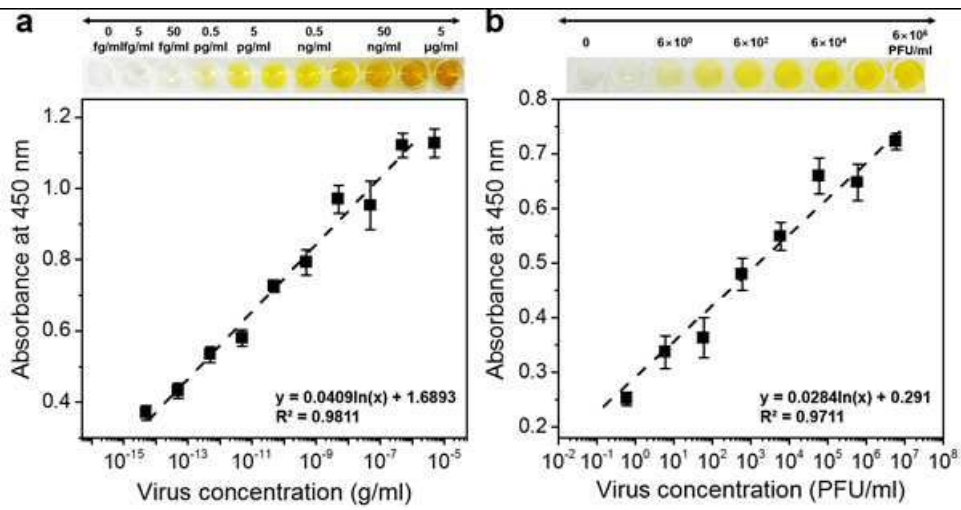 a
0 5 50 0.5 5 0.5 50 5
fg/ml fg/ml fg/ml pg/ml pg/ml ng/ml ng/ml µg/ml
1.2
1.0
0.8
0.6
0.4
Absorbance at 450 nm
y = 0.0409ln(x) + 1.6893
R² = 0.9811
10⁻¹⁵ 10⁻¹³ 10⁻¹¹ 10⁻⁹ 10⁻⁷ 10⁻⁵
Virus concentration (g/ml)
b
0 6×10⁰ 6×10² 6×10⁴ 6×10⁶
PFU/ml
0.8
0.7
0.6
0.5
0.4
0.3
0.2
Absorbance at 450 nm
y = 0.0284ln(x) + 0.291
R² = 0.9711
10⁻² 10⁻¹ 10⁰ 10¹ 10² 10³ 10⁴ 10⁵ 10⁶ 10⁷ 10⁸
Virus concentration (PFU/ml)